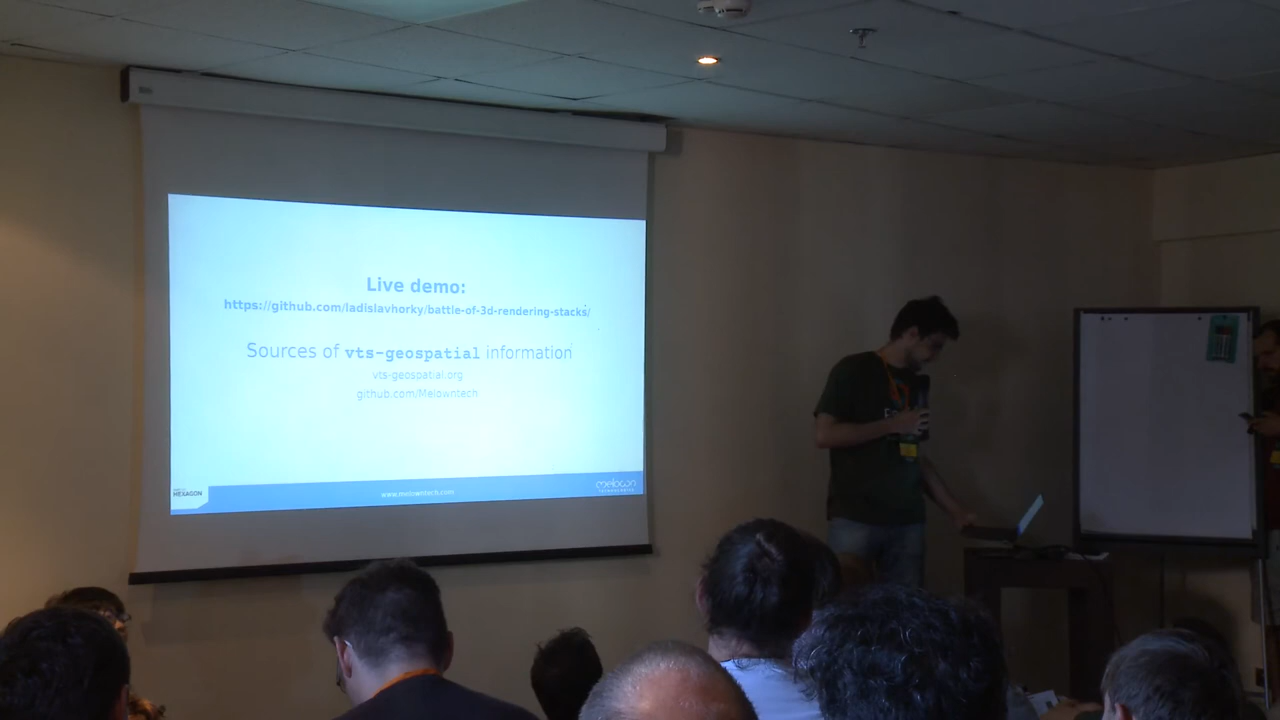 Live demo:
https://github.com/ladislavhorky/battle-of-3d-rendering-stacks/
Sources of vts-geospatial information
vts-geospatial.org
github.com/Melowntech
HEXAGON
www.melowntech.com
melown